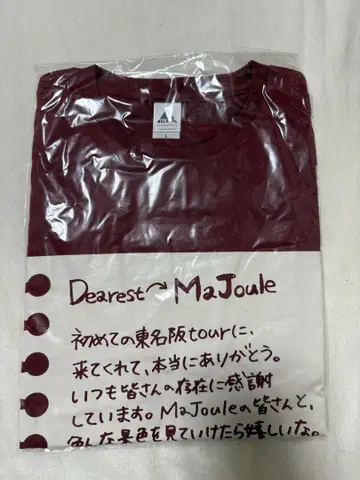 L
Dearest MaJoule
初めての東名阪tourに、
来てくれて、本当にありがとう。
いつも皆さんの存在に感謝
しています。MaJouleの皆さんと、
色んな景色を見ていけたら嬉しいな。